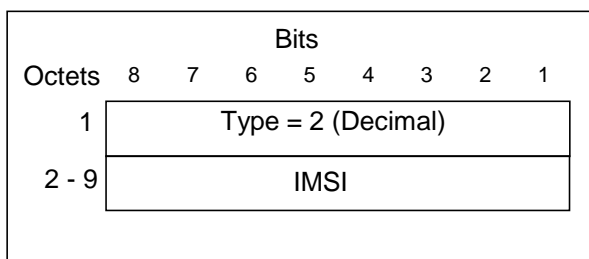 Bits
Octets 8 7 6 5 4 3 2 1
1 Type = 2 (Decimal)
2 - 9 IMSI